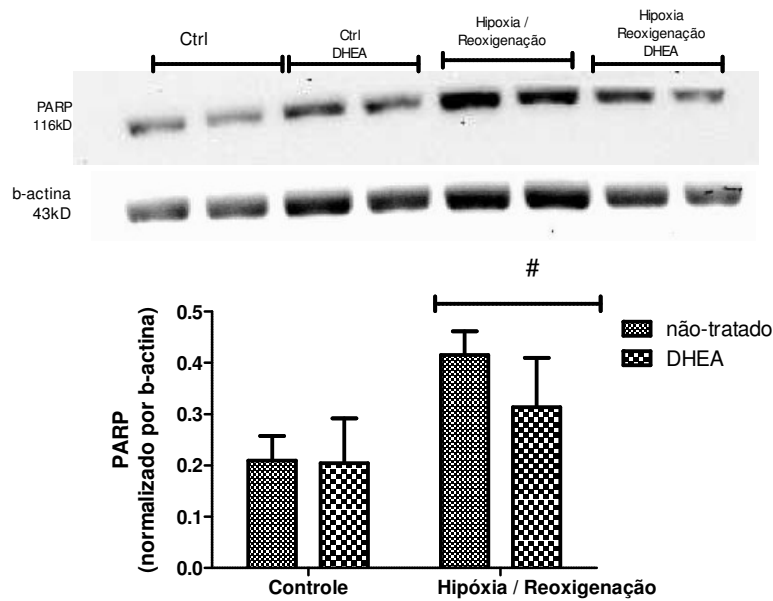 Ctrl
Ctrl
DHEA
Hipoxia /
Reoxigenação
Hipoxia
Reoxigenação
DHEA
PARP
116kD
b-actina
43kD
#
PARP
(normalizado por b-actina)
0.5
0.4
0.3
0.2
0.1
0.0
Controle
Hipóxia / Reoxigenação
não-tratado
DHEA